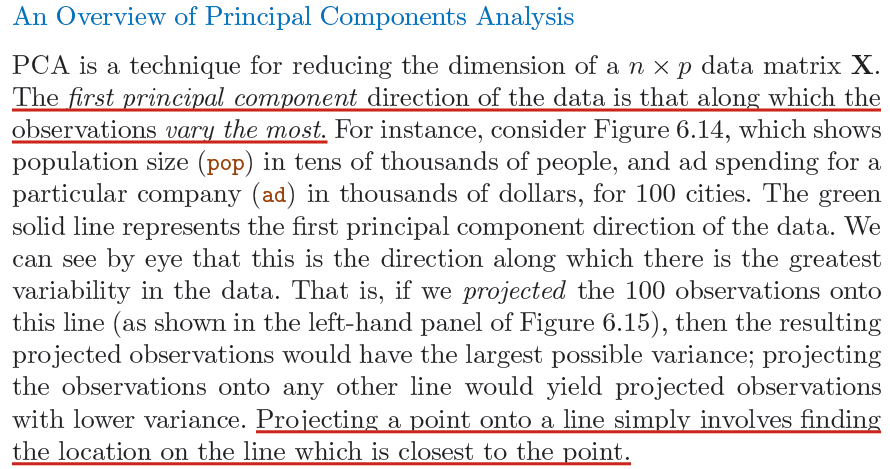 An Overview of Principal Components Analysis
PCA is a technique for reducing the dimension of a n × p data matrix X.
The first principal component direction of the data is that along which the
observations vary the most. For instance, consider Figure 6.14, which shows
population size (pop) in tens of thousands of people, and ad spending for a
particular company (ad) in thousands of dollars, for 100 cities. The green
solid line represents the first principal component direction of the data. We
can see by eye that this is the direction along which there is the greatest
variability in the data. That is, if we projected the 100 observations onto
this line (as shown in the left-hand panel of Figure 6.15), then the resulting
projected observations would have the largest possible variance; projecting
the observations onto any other line would yield projected observations
with lower variance. Projecting a point onto a line simply involves finding
the location on the line which is closest to the point.